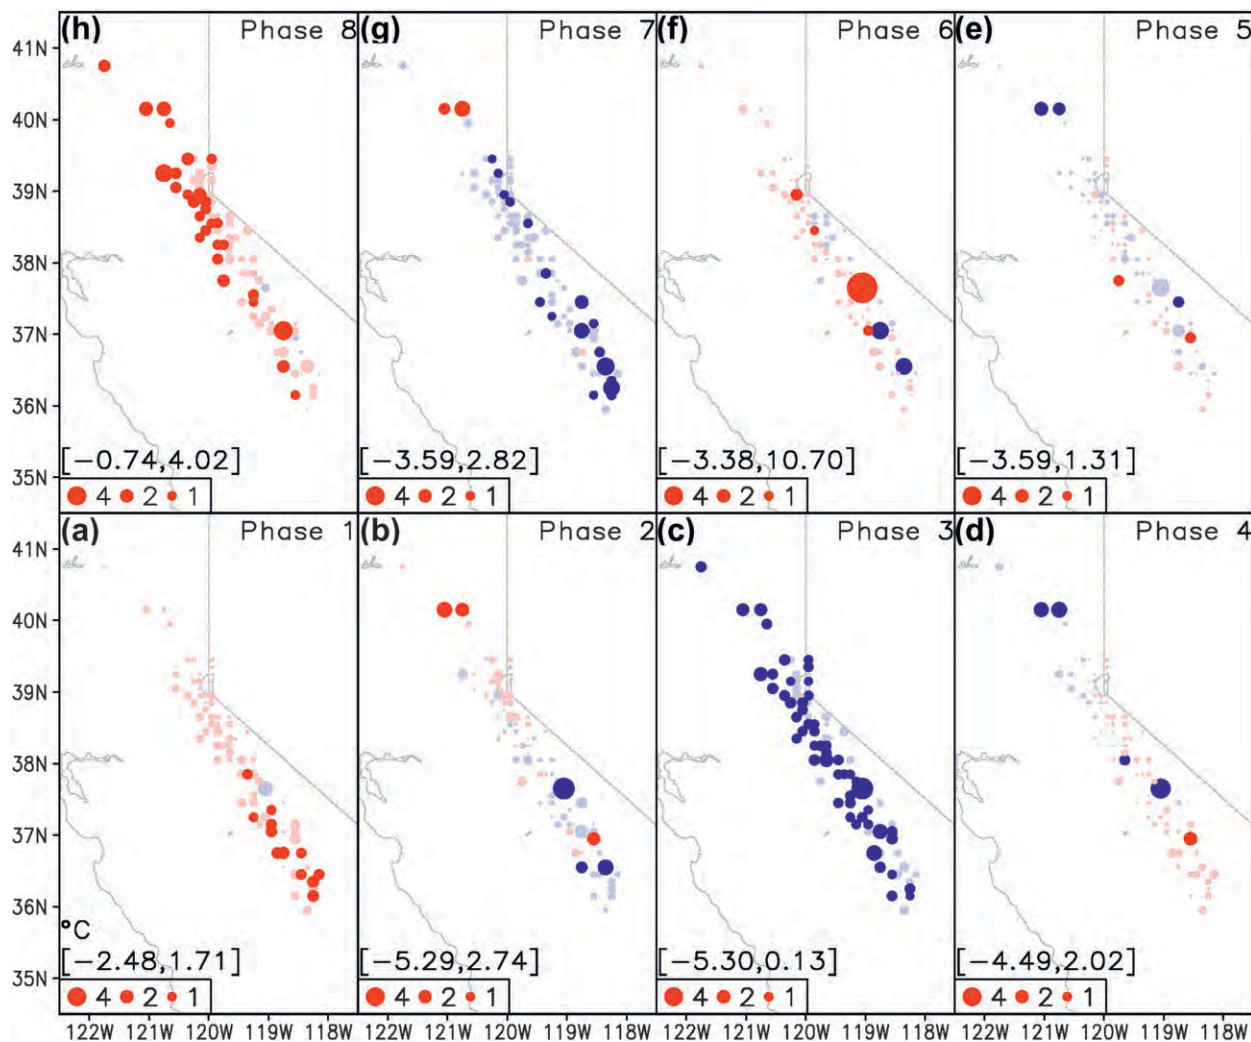 (h) Phase 8 (g) Phase 7 (f) Phase 6 (e) Phase 5
41N
40N
39N
38N
37N
36N
[−0.74,4.02] [−3.59,2.82] [−3.38,10.70] [−3.59,1.31]
35N
4 2 1 4 2 1 4 2 1 4 2 1
(a) Phase 1 (b) Phase 2 (c) Phase 3 (d) Phase 4
41N
40N
39N
38N
37N
36N
°C
[−2.48,1.71] [−5.29,2.74] [−5.30,0.13] [−4.49,2.02]
35N
4 2 1 4 2 1 4 2 1 4 2 1
122W 121W 120W 119W 118W 122W 121W 120W 119W 118W 122W 121W 120W 119W 118W 122W 121W 120W 119W 118W